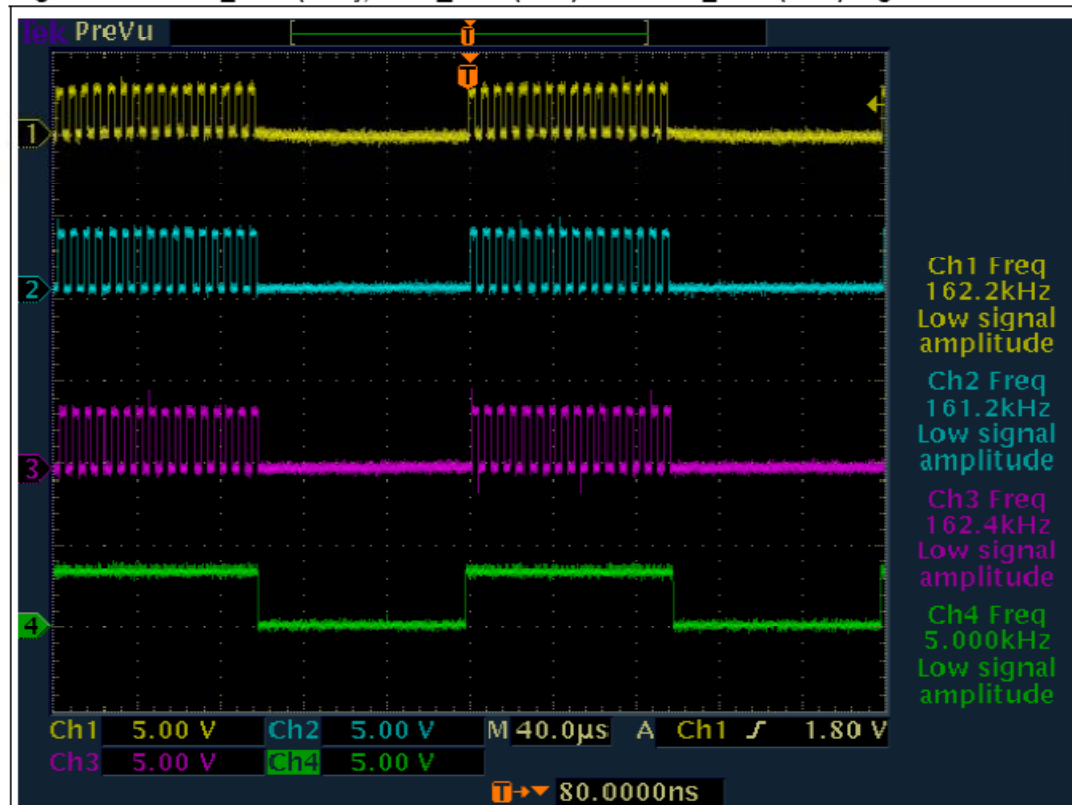 Tek PreVu
T
T
1
2
3
4
Ch1 Freq
162.2kHz
Low signal
amplitude
Ch2 Freq
161.2kHz
Low signal
amplitude
Ch3 Freq
162.4kHz
Low signal
amplitude
Ch4 Freq
5.000kHz
Low signal
amplitude
Ch1 5.00 V Ch2 5.00 V M 40.0µs A Ch1 1.80 V
Ch3 5.00 V Ch4 5.00 V
T 80.0000ns